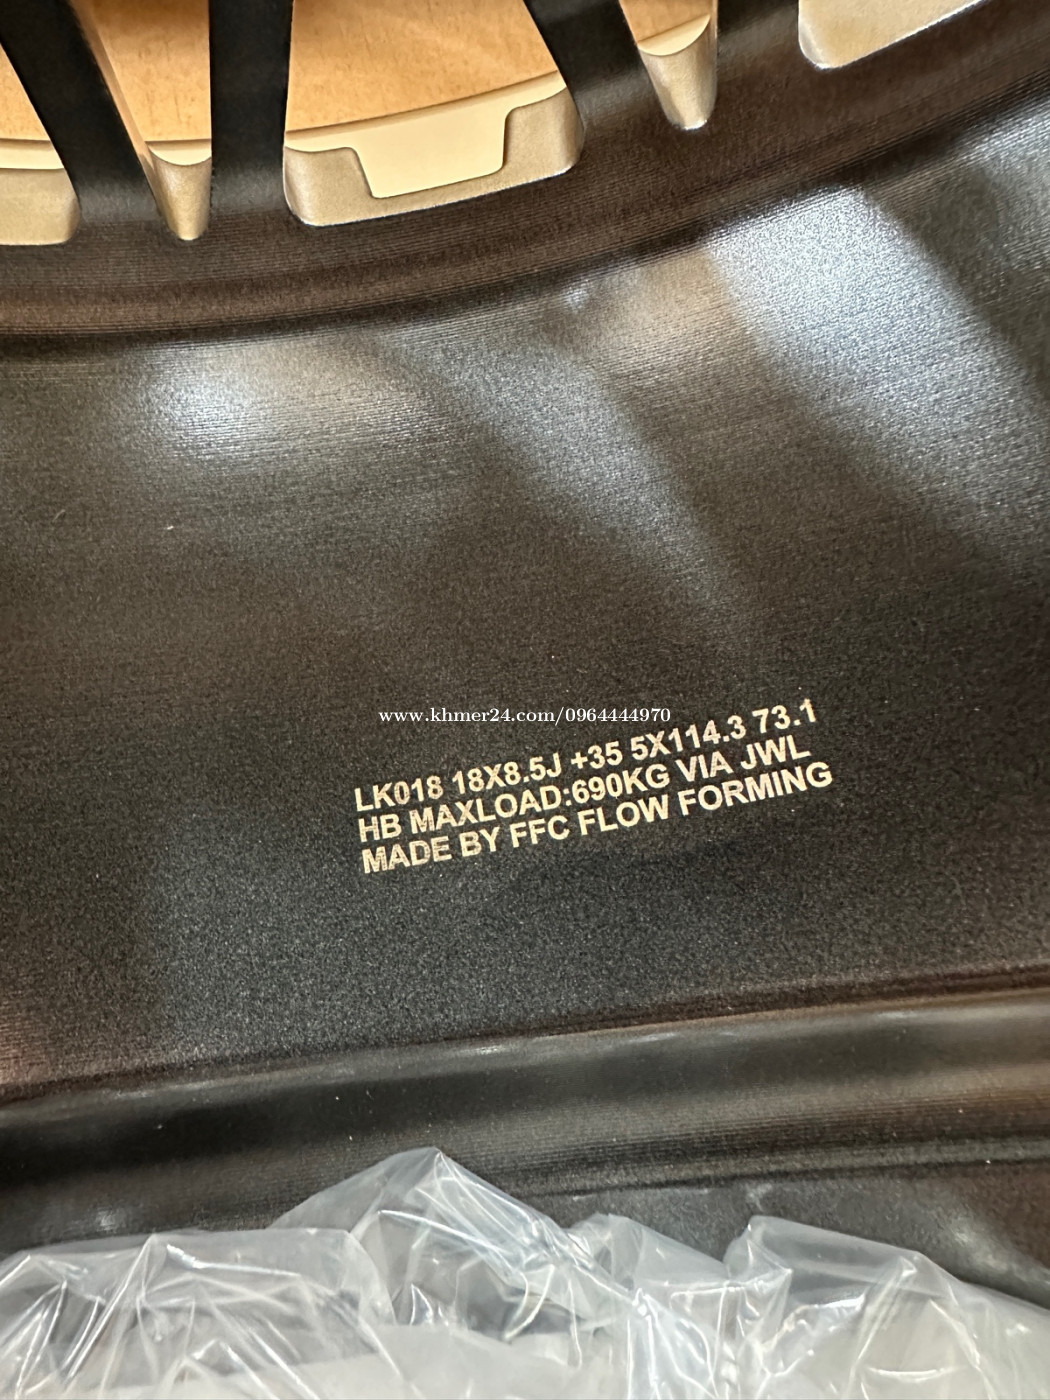 www.khmer24.com/0964444970
LK018 18X8.5J +35 5X114.3 73.1
HB MAXLOAD:690KG VIA JWL
MADE BY FFC FLOW FORMING